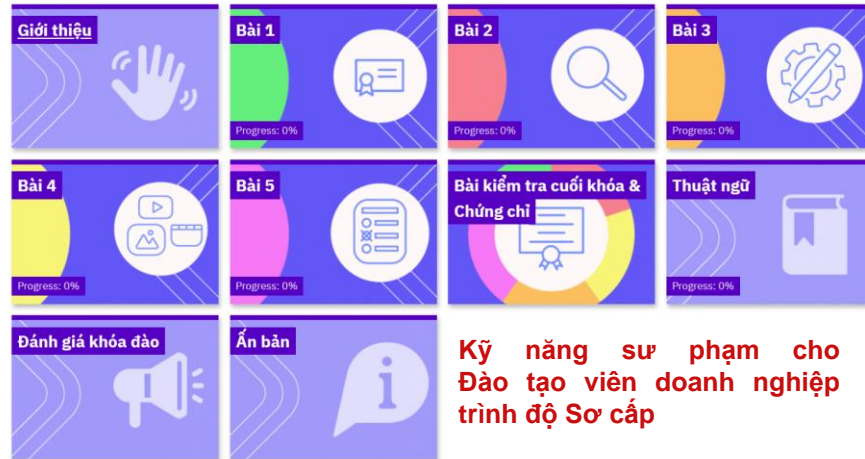 Giới thiệu
Bài 1
Progress: 0%
Bài 2
Progress: 0%
Bài 3
Progress: 0%
Bài 4
Progress: 0%
Bài 5
Progress: 0%
Bài kiểm tra cuối khóa &
Chứng chỉ
Thuật ngữ
Progress: 0%
Đánh giá khóa đào
Ấn bản
Kỹ năng sư phạm cho
Đào tạo viên doanh nghiệp
trình độ Sơ cấp